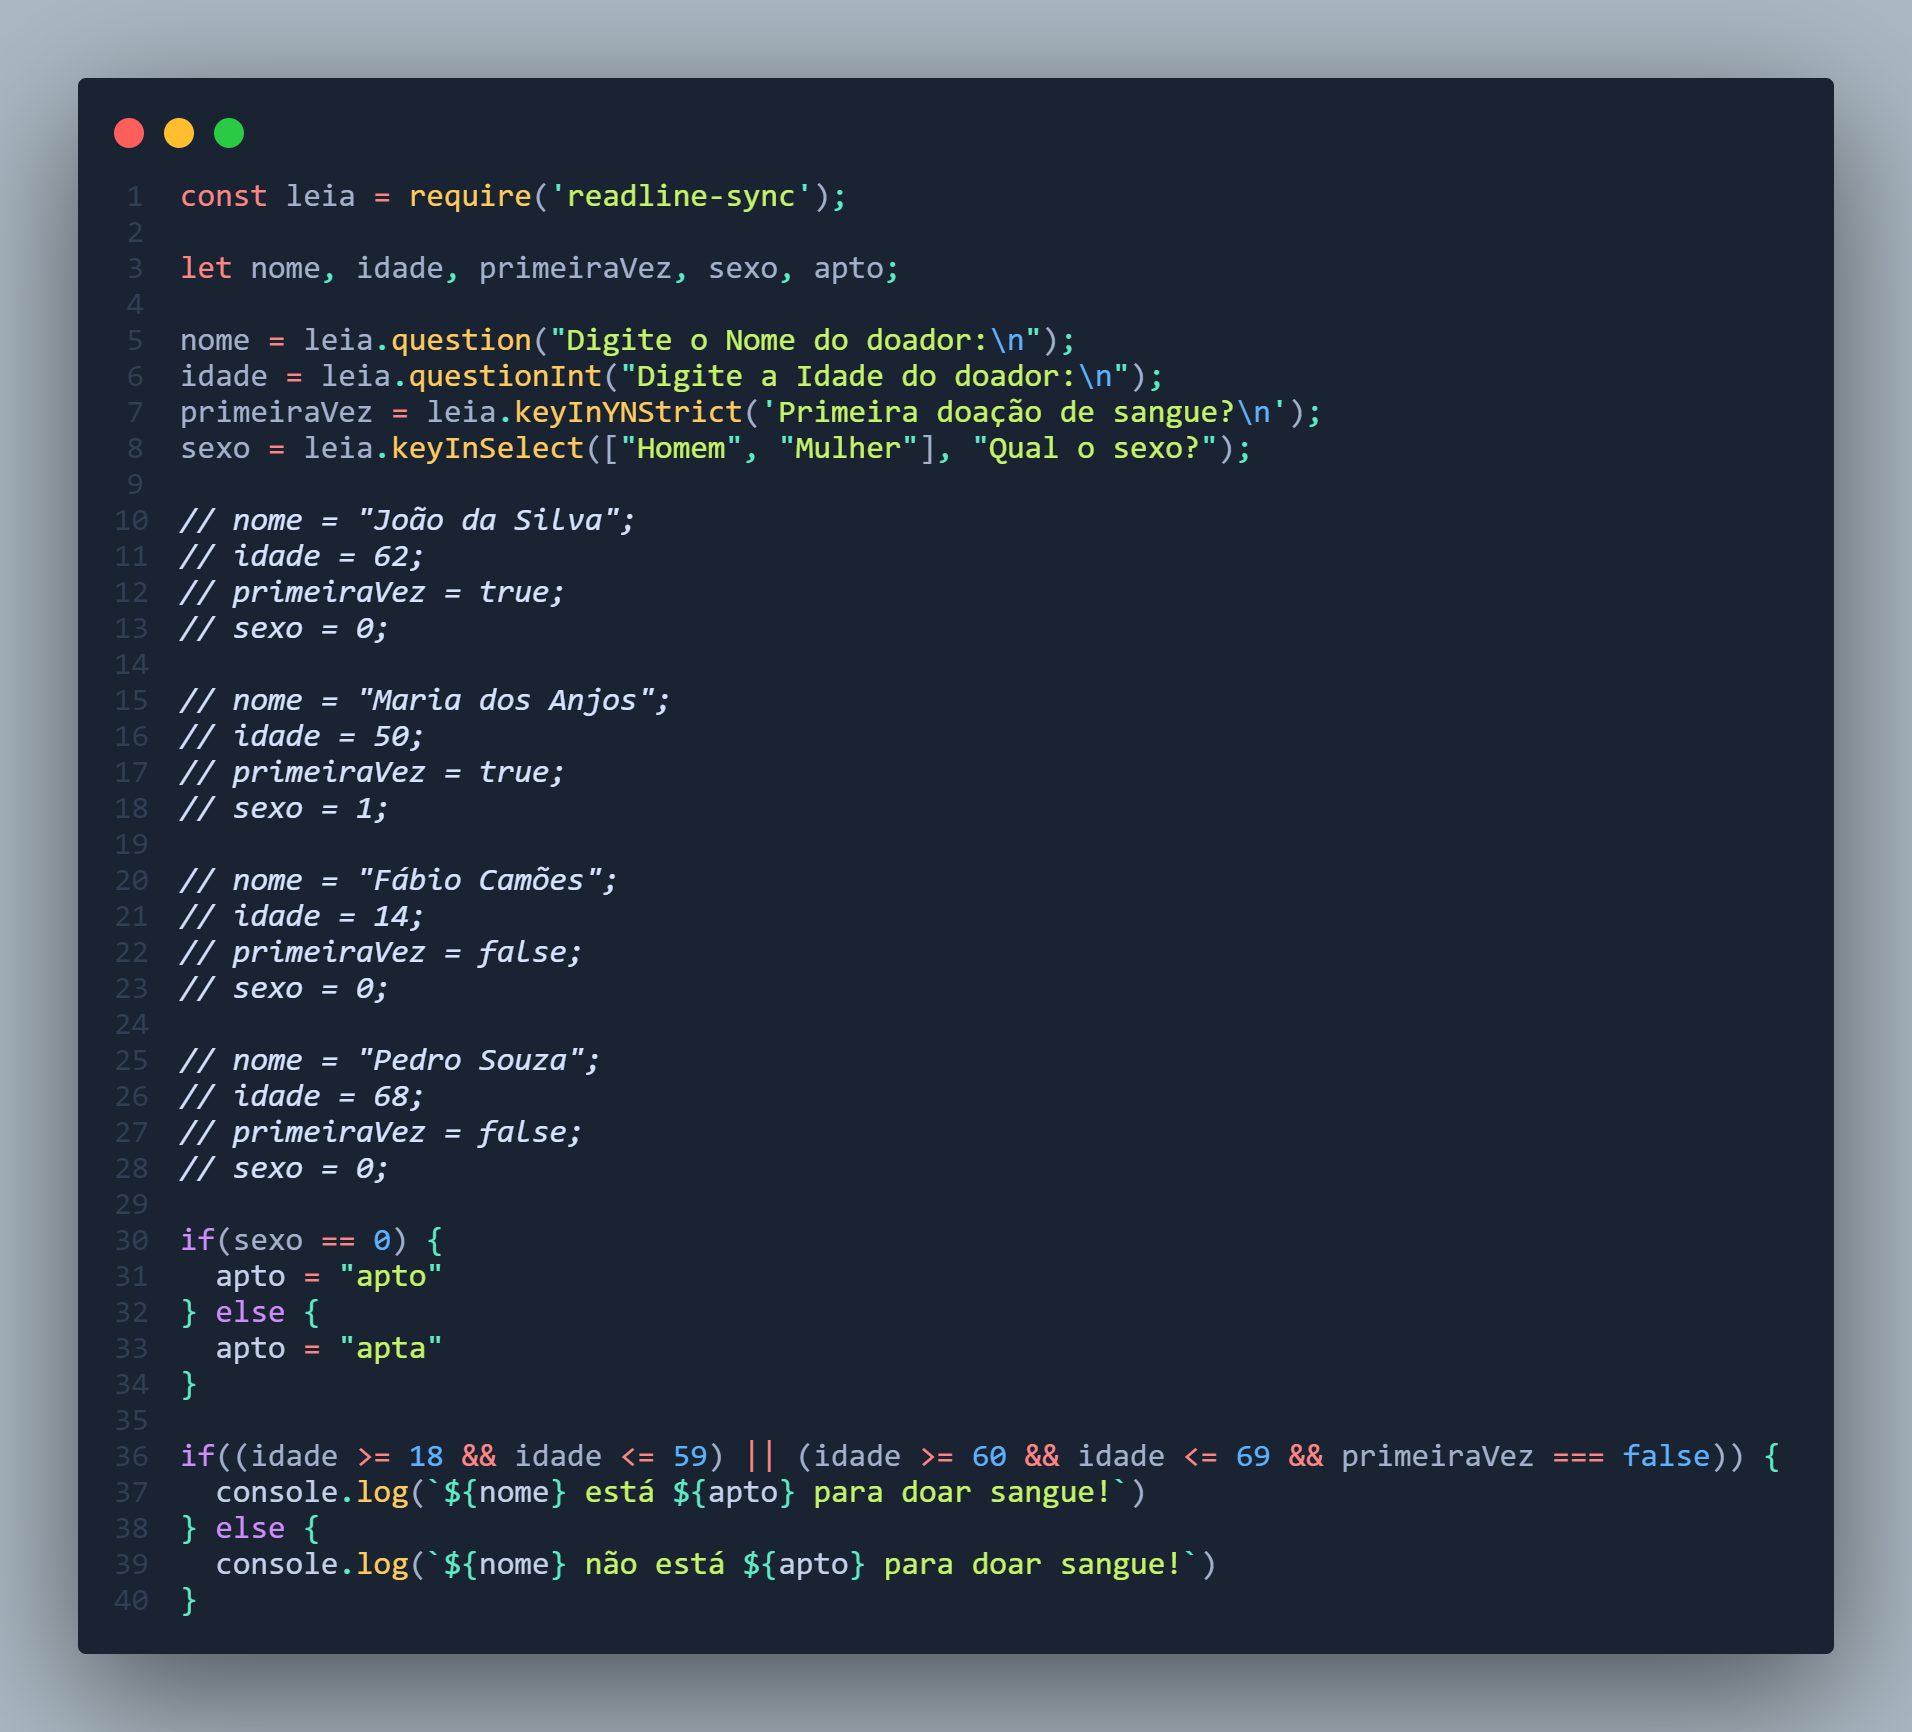 1 const leia = require('readline-sync');
2
3 let nome, idade, primeiraVez, sexo, apto;
4
5 nome = leia.question("Digite o Nome do doador:\n");
6 idade = leia.questionInt("Digite a Idade do doador:\n");
7 primeiraVez = leia.keyInYNStrict('Primeira doação de sangue?\n');
8 sexo = leia.keyInSelect(["Homem", "Mulher"], "Qual o sexo?");
9
10 // nome = "João da Silva";
11 // idade = 62;
12 // primeiraVez = true;
13 // sexo = 0;
14
15 // nome = "Maria dos Anjos";
16 // idade = 50;
17 // primeiraVez = true;
18 // sexo = 1;
19
20 // nome = "Fábio Camões";
21 // idade = 14;
22 // primeiraVez = false;
23 // sexo = 0;
24
25 // nome = "Pedro Souza";
26 // idade = 68;
27 // primeiraVez = false;
28 // sexo = 0;
29
30 if(sexo == 0) {
31   apto = "apto"
32 } else {
33   apto = "apta"
34 }
35
36 if((idade >= 18 && idade <= 59) || (idade >= 60 && idade <= 69 && primeiraVez === false)) {
37   console.log(`${nome} está ${apto} para doar sangue!`)
38 } else {
39   console.log(`${nome} não está ${apto} para doar sangue!`)
40 }